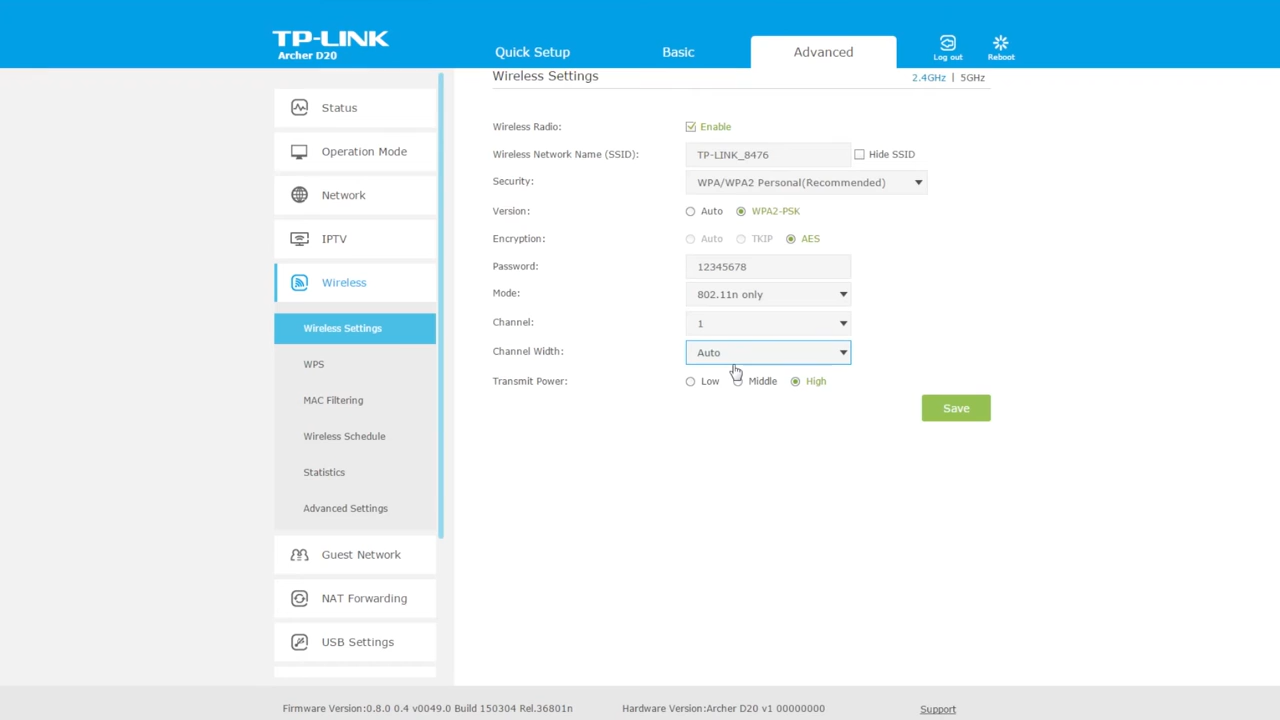 TP-LINK
Archer D20
Quick Setup
Basic
Advanced
Log out
Reboot
Status
Operation Mode
Network
IPTV
Wireless
Wireless Settings
WPS
MAC Filtering
Wireless Schedule
Statistics
Advanced Settings
Guest Network
NAT Forwarding
USB Settings
Wireless Settings
2.4GHz | 5GHz
Wireless Radio: Enable
Wireless Network Name (SSID): TP-LINK_8476 Hide SSID
Security: WPA/WPA2 Personal(Recommended)
Version: Auto WPA2-PSK
Encryption: Auto TKIP AES
Password: 12345678
Mode: 802.11n only
Channel: 1
Channel Width: Auto
Transmit Power: Low Middle High
Save
Firmware Version:0.8.0 0.4 v0049.0 Build 150304 Rel.36801n
Hardware Version:Archer D20 v1 00000000
Support